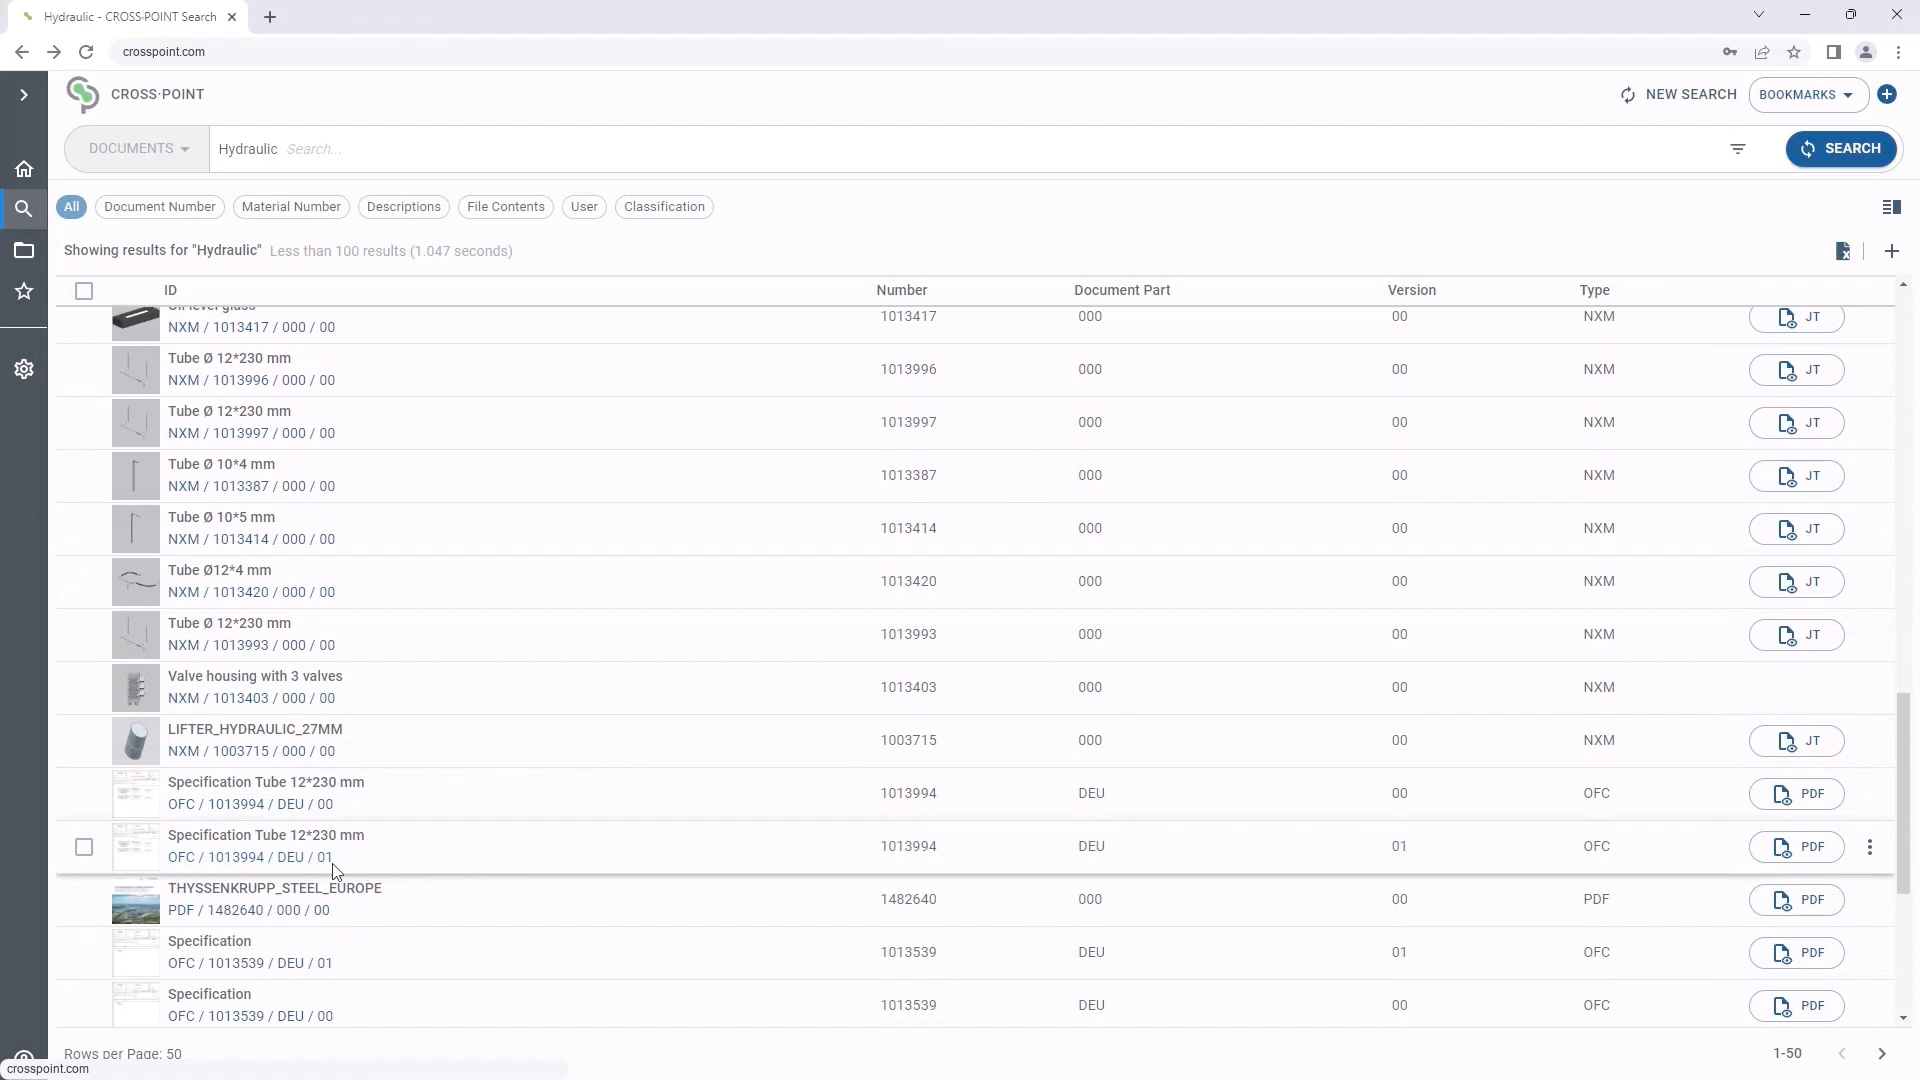 Hydraulic - CROSS·POINT Search
crosspoint.com
CROSS·POINT
NEW SEARCH
BOOKMARKS
DOCUMENTS
Hydraulic Search...
SEARCH
All
Document Number
Material Number
Descriptions
File Contents
User
Classification
Showing results for "Hydraulic" Less than 100 results (1.047 seconds)
ID Number Document Part Version Type
Oil level glass
NXM / 1013417 / 000 / 00
1013417 000 00 NXM JT
Tube Ø 12*230 mm
NXM / 1013996 / 000 / 00
1013996 000 00 NXM JT
Tube Ø 12*230 mm
NXM / 1013997 / 000 / 00
1013997 000 00 NXM JT
Tube Ø 10*4 mm
NXM / 1013387 / 000 / 00
1013387 000 00 NXM JT
Tube Ø 10*5 mm
NXM / 1013414 / 000 / 00
1013414 000 00 NXM JT
Tube Ø12*4 mm
NXM / 1013420 / 000 / 00
1013420 000 00 NXM JT
Tube Ø 12*230 mm
NXM / 1013993 / 000 / 00
1013993 000 00 NXM JT
Valve housing with 3 valves
NXM / 1013403 / 000 / 00
1013403 000 00 NXM
LIFTER_HYDRAULIC_27MM
NXM / 1003715 / 000 / 00
1003715 000 00 NXM JT
Specification Tube 12*230 mm
OFC / 1013994 / DEU / 00
1013994 DEU 00 OFC PDF
Specification Tube 12*230 mm
OFC / 1013994 / DEU / 01
1013994 DEU 01 OFC PDF
THYSSENKRUPP_STEEL_EUROPE
PDF / 1482640 / 000 / 00
1482640 000 00 PDF PDF
Specification
OFC / 1013539 / DEU / 01
1013539 DEU 01 OFC PDF
Specification
OFC / 1013539 / DEU / 00
1013539 DEU 00 OFC PDF
Rows per Page: 50
1-50
crosspoint.com